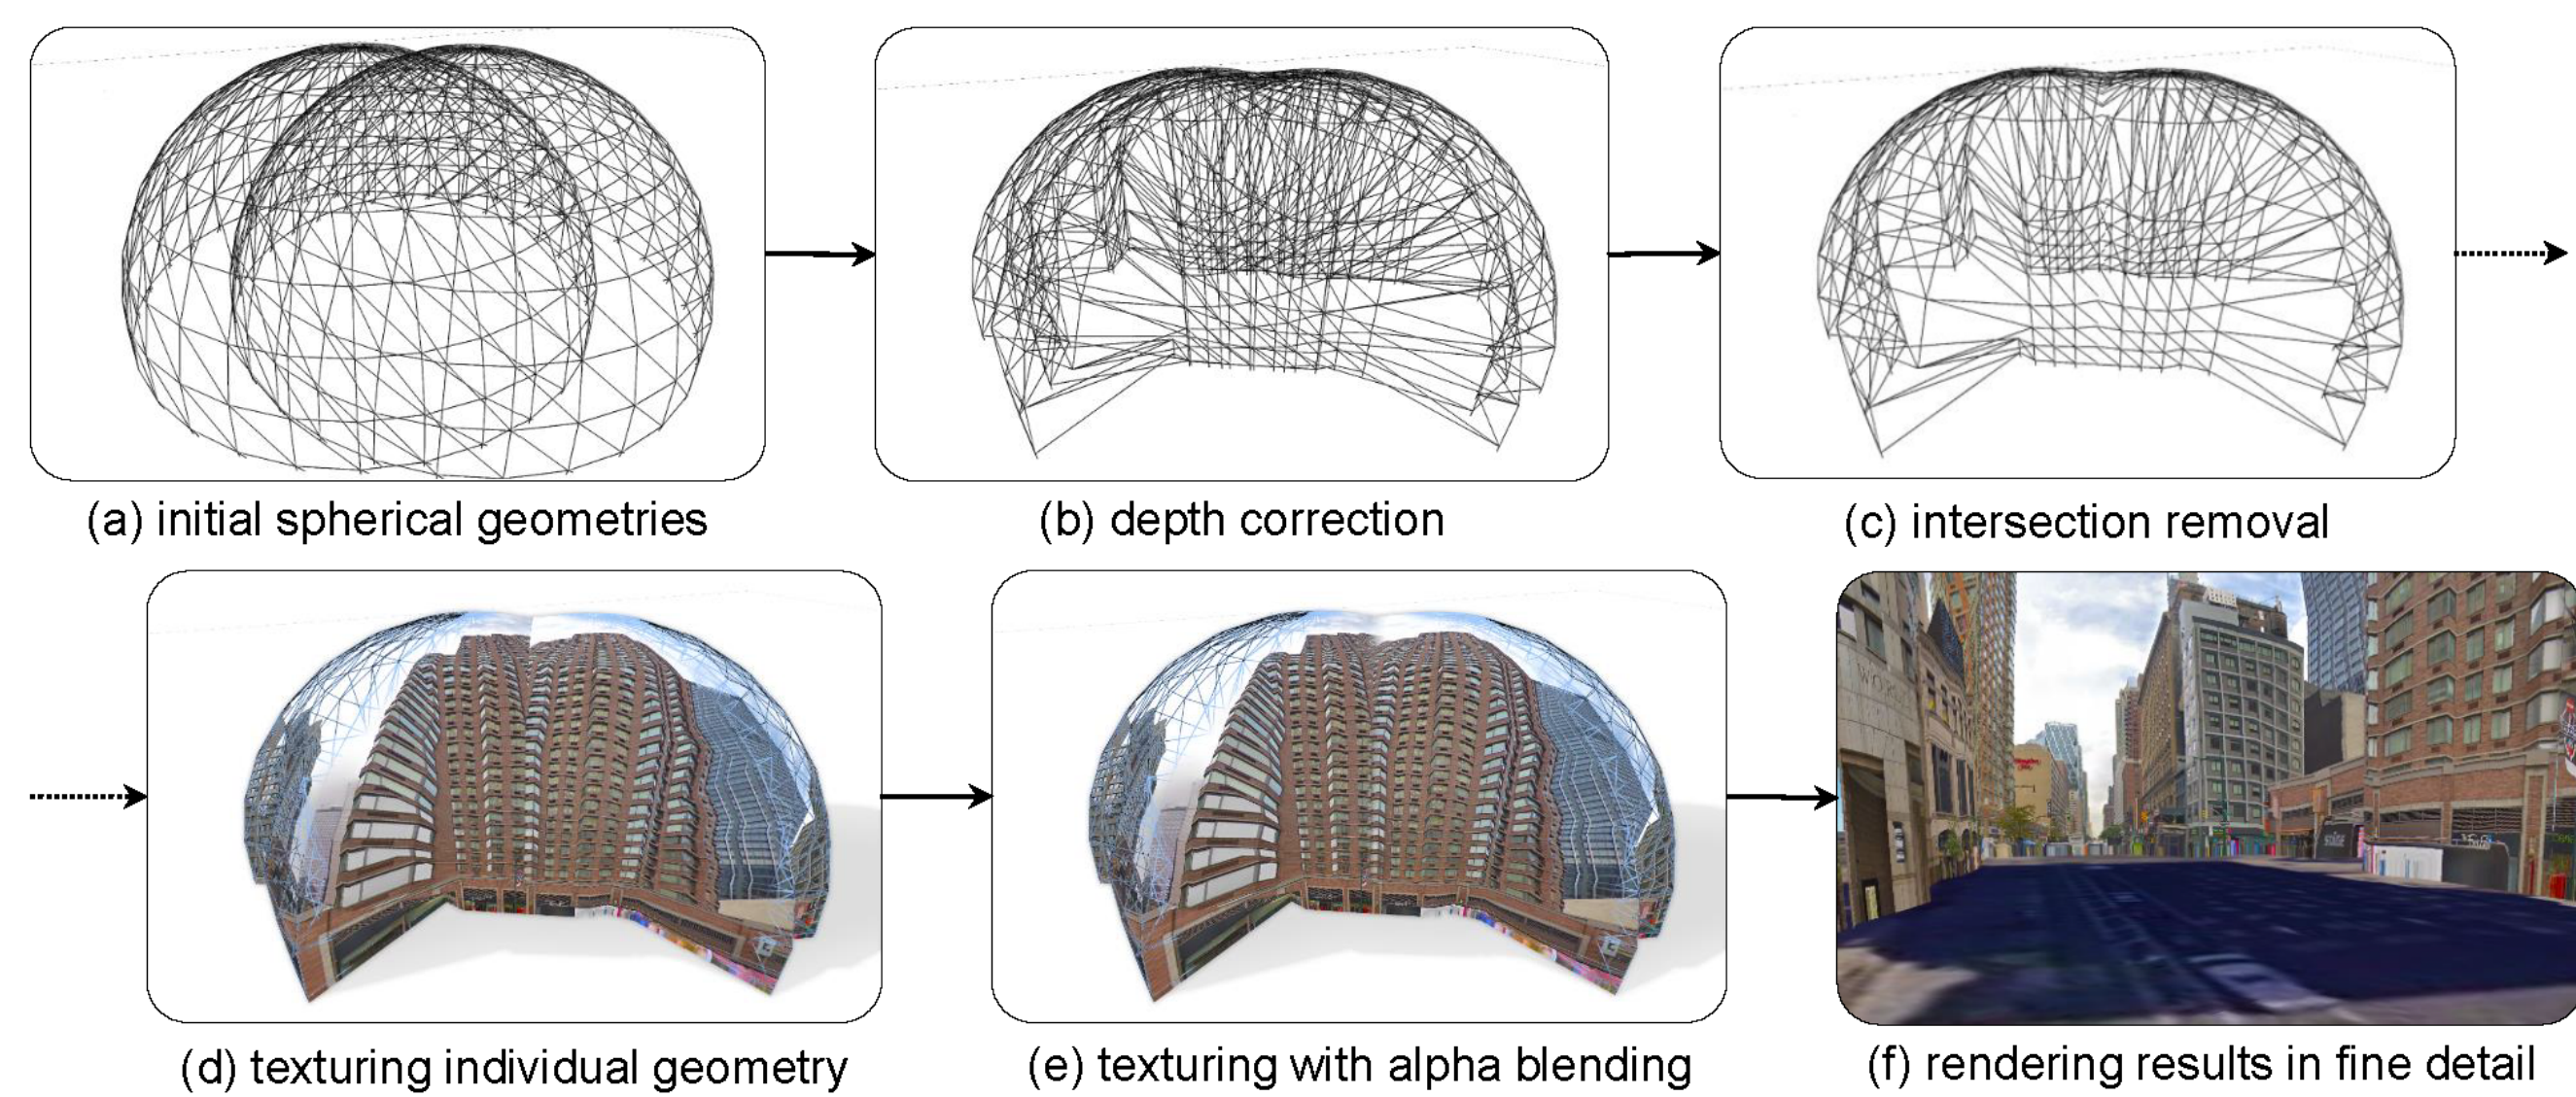 (a) initial spherical geometries
(b) depth correction
(c) intersection removal
(d) texturing individual geometry
(e) texturing with alpha blending
(f) rendering results in fine detail